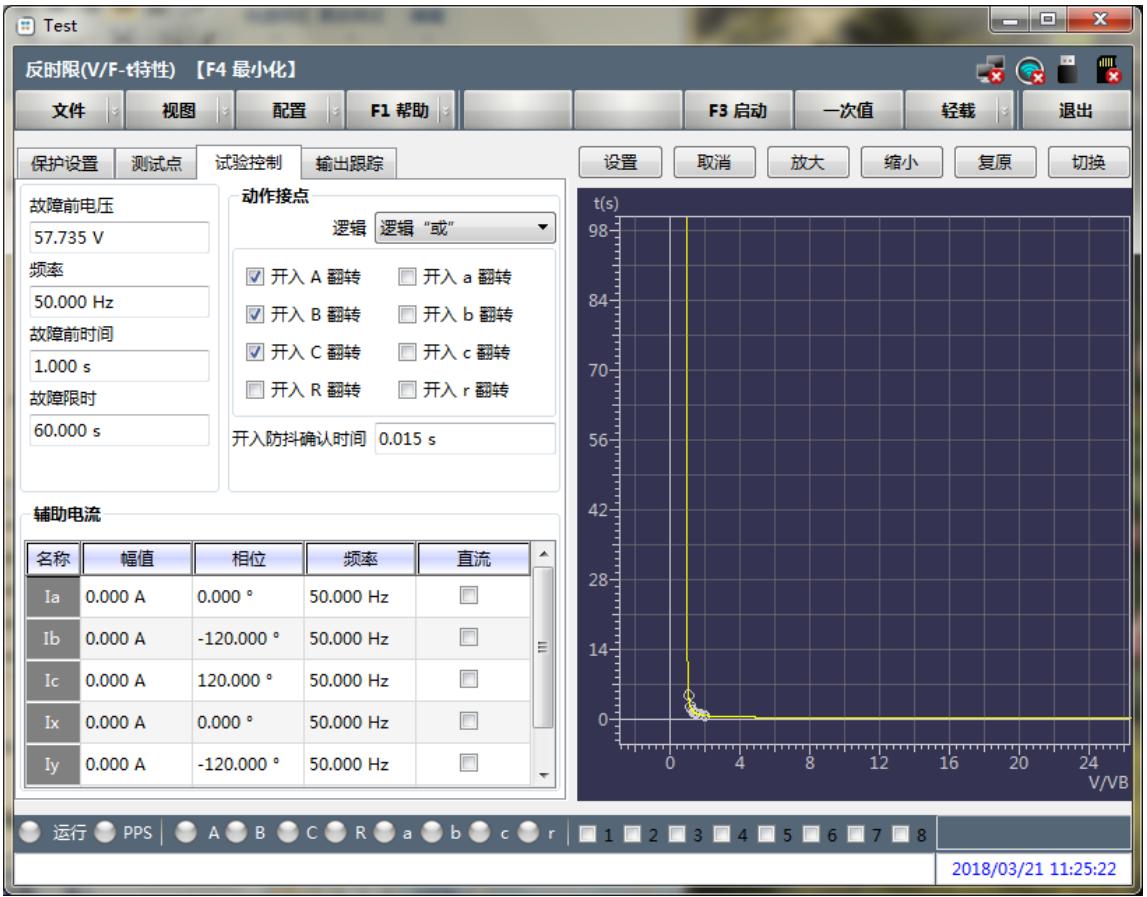 Test
反时限(V/F-t特性) 【F4 最小化】
文件 视图 配置 F1 帮助 F3 启动 一次值 轻载 退出
保护设置 测试点 试验控制 输出跟踪
设置 取消 放大 缩小 复原 切换
故障前电压
57.735 V
频率
50.000 Hz
故障前时间
1.000 s
故障限时
60.000 s
动作接点
逻辑 逻辑“或”
开入 A 翻转 开入 a 翻转
开入 B 翻转 开入 b 翻转
开入 C 翻转 开入 c 翻转
开入 R 翻转 开入 r 翻转
开入防抖确认时间 0.015 s
辅助电流
名称 幅值 相位 频率 直流
Ia 0.000 A 0.000 ° 50.000 Hz
Ib 0.000 A -120.000 ° 50.000 Hz
Ic 0.000 A 120.000 ° 50.000 Hz
Ix 0.000 A 0.000 ° 50.000 Hz
Iy 0.000 A -120.000 ° 50.000 Hz
t(s)
98
84
70
56
42
28
14
0
0 4 8 12 16 20 24
V/VB
运行 PPS A B C R a b c r 1 2 3 4 5 6 7 8
2018/03/21 11:25:22